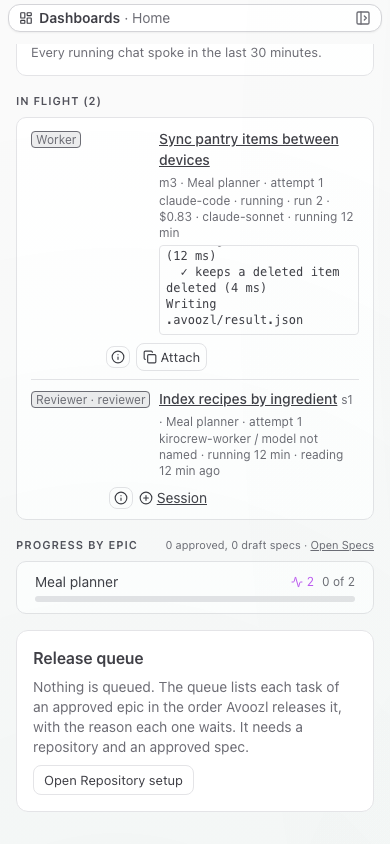 Dashboards · Home
Every running chat spoke in the last 30 minutes.
IN FLIGHT (2)
Worker
Sync pantry items between
devices
m3 · Meal planner · attempt 1
claude-code · running · run 2 ·
$0.83 · claude-sonnet · running 12
min
(12 ms)
✓ keeps a deleted item
deleted (4 ms)
Writing
.avoozl/result.json
Attach
Reviewer · reviewer
Index recipes by ingredient s1
· Meal planner · attempt 1
kirocrew-worker / model not
named · running 12 min · reading
12 min ago
Session
PROGRESS BY EPIC 0 approved, 0 draft specs · Open Specs
Meal planner 2 0 of 2
Release queue
Nothing is queued. The queue lists each task of
an approved epic in the order Avoozl releases it,
with the reason each one waits. It needs a
repository and an approved spec.
Open Repository setup